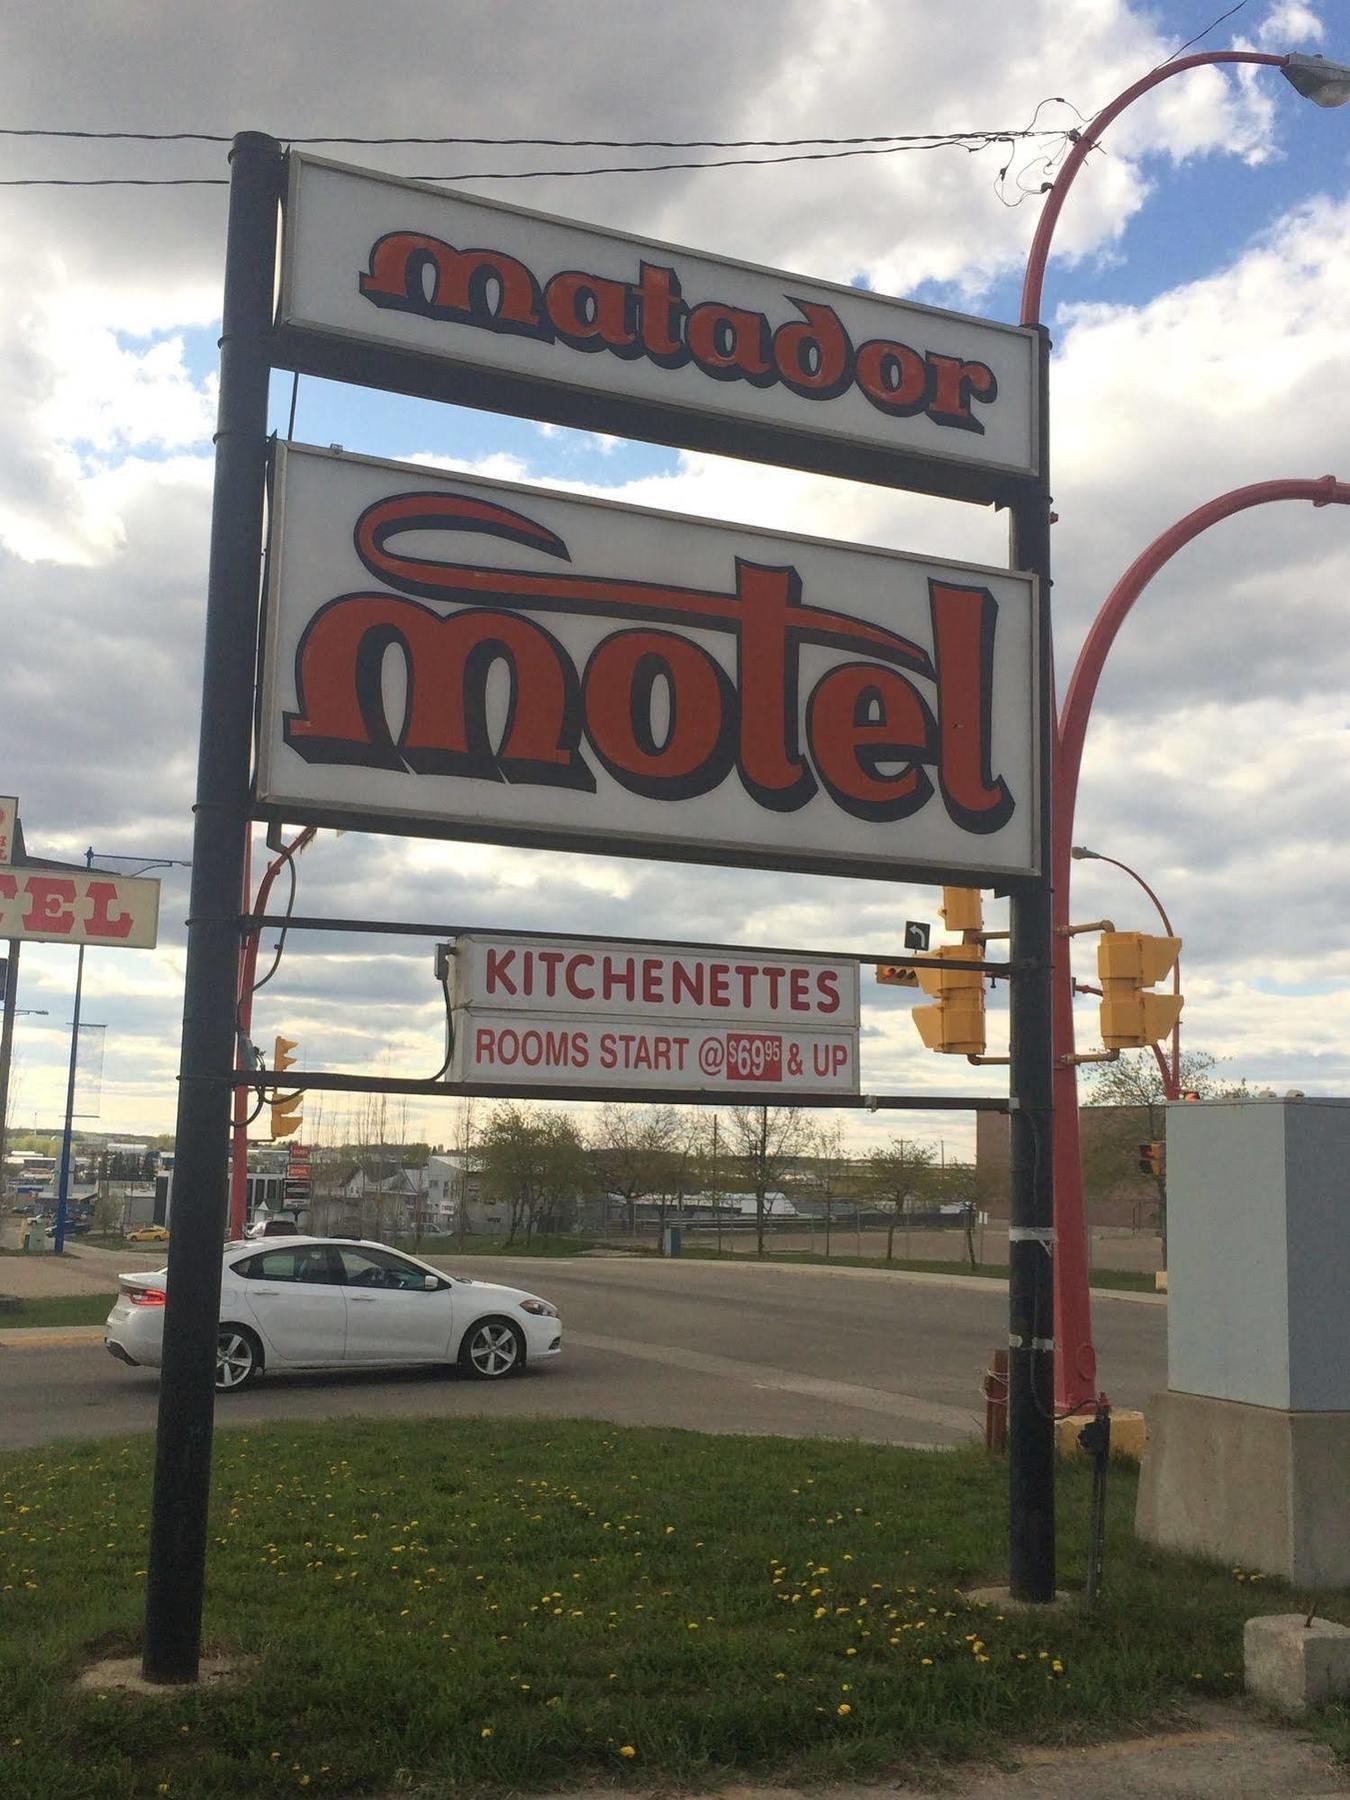 matador
motel
KITCHENETTES
ROOMS START @ $69.95 & UP